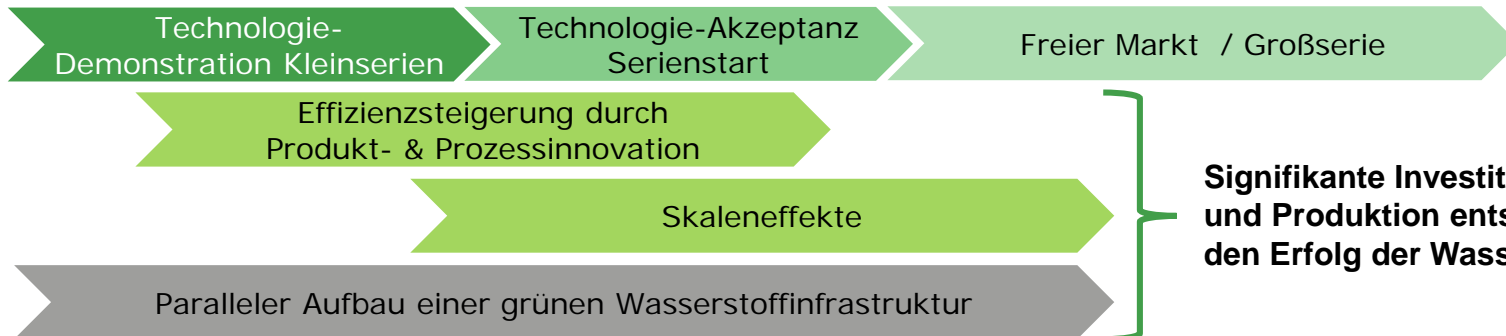 Technologie-
Demonstration Kleinserien
Technologie-Akzeptanz
Serienstart
Freier Markt / Großserie
Effizienzsteigerung durch
Produkt- & Prozessinnovation
Skaleneffekte
Paralleler Aufbau einer grünen Wasserstoffinfrastruktur
Signifikante
und Produktion
den Erfolg der